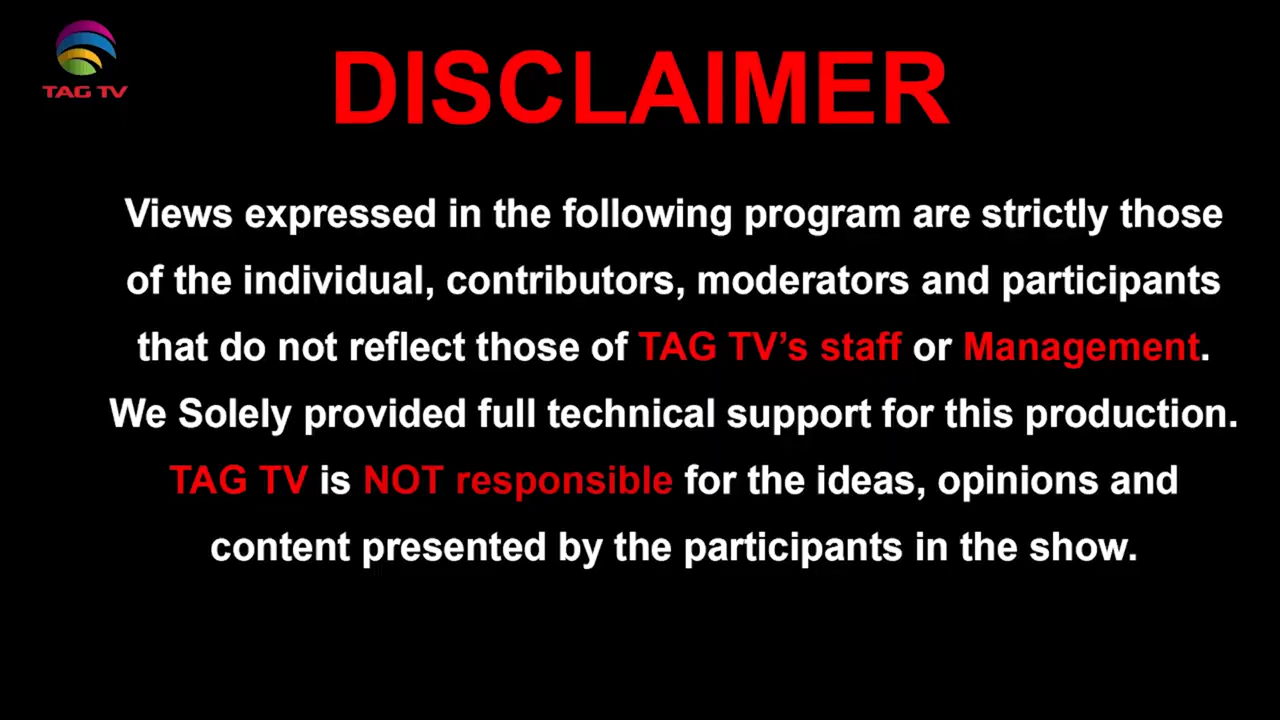 TAG TV
DISCLAIMER
Views expressed in the following program are strictly those
of the individual, contributors, moderators and participants
that do not reflect those of TAG TV’s staff or Management.
We Solely provided full technical support for this production.
TAG TV is NOT responsible for the ideas, opinions and
content presented by the participants in the show.